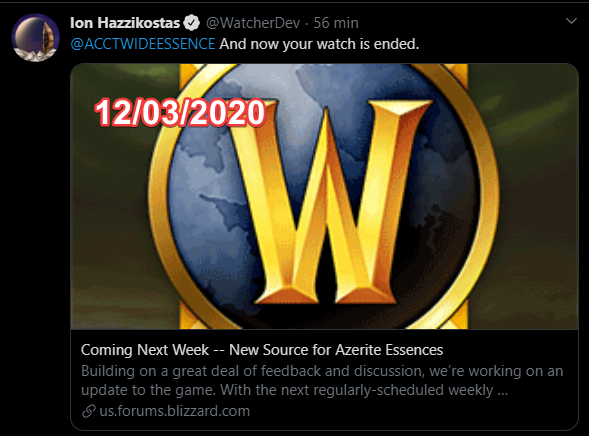 Ion Hazzikostas @WatcherDev · 56 min
@ACCTWIDEESSENCE And now your watch is ended.
12/03/2020
W
Coming Next Week -- New Source for Azerite Essences
Building on a great deal of feedback and discussion, we're working on an
update to the game. With the next regularly-scheduled weekly ...
us.forums.blizzard.com